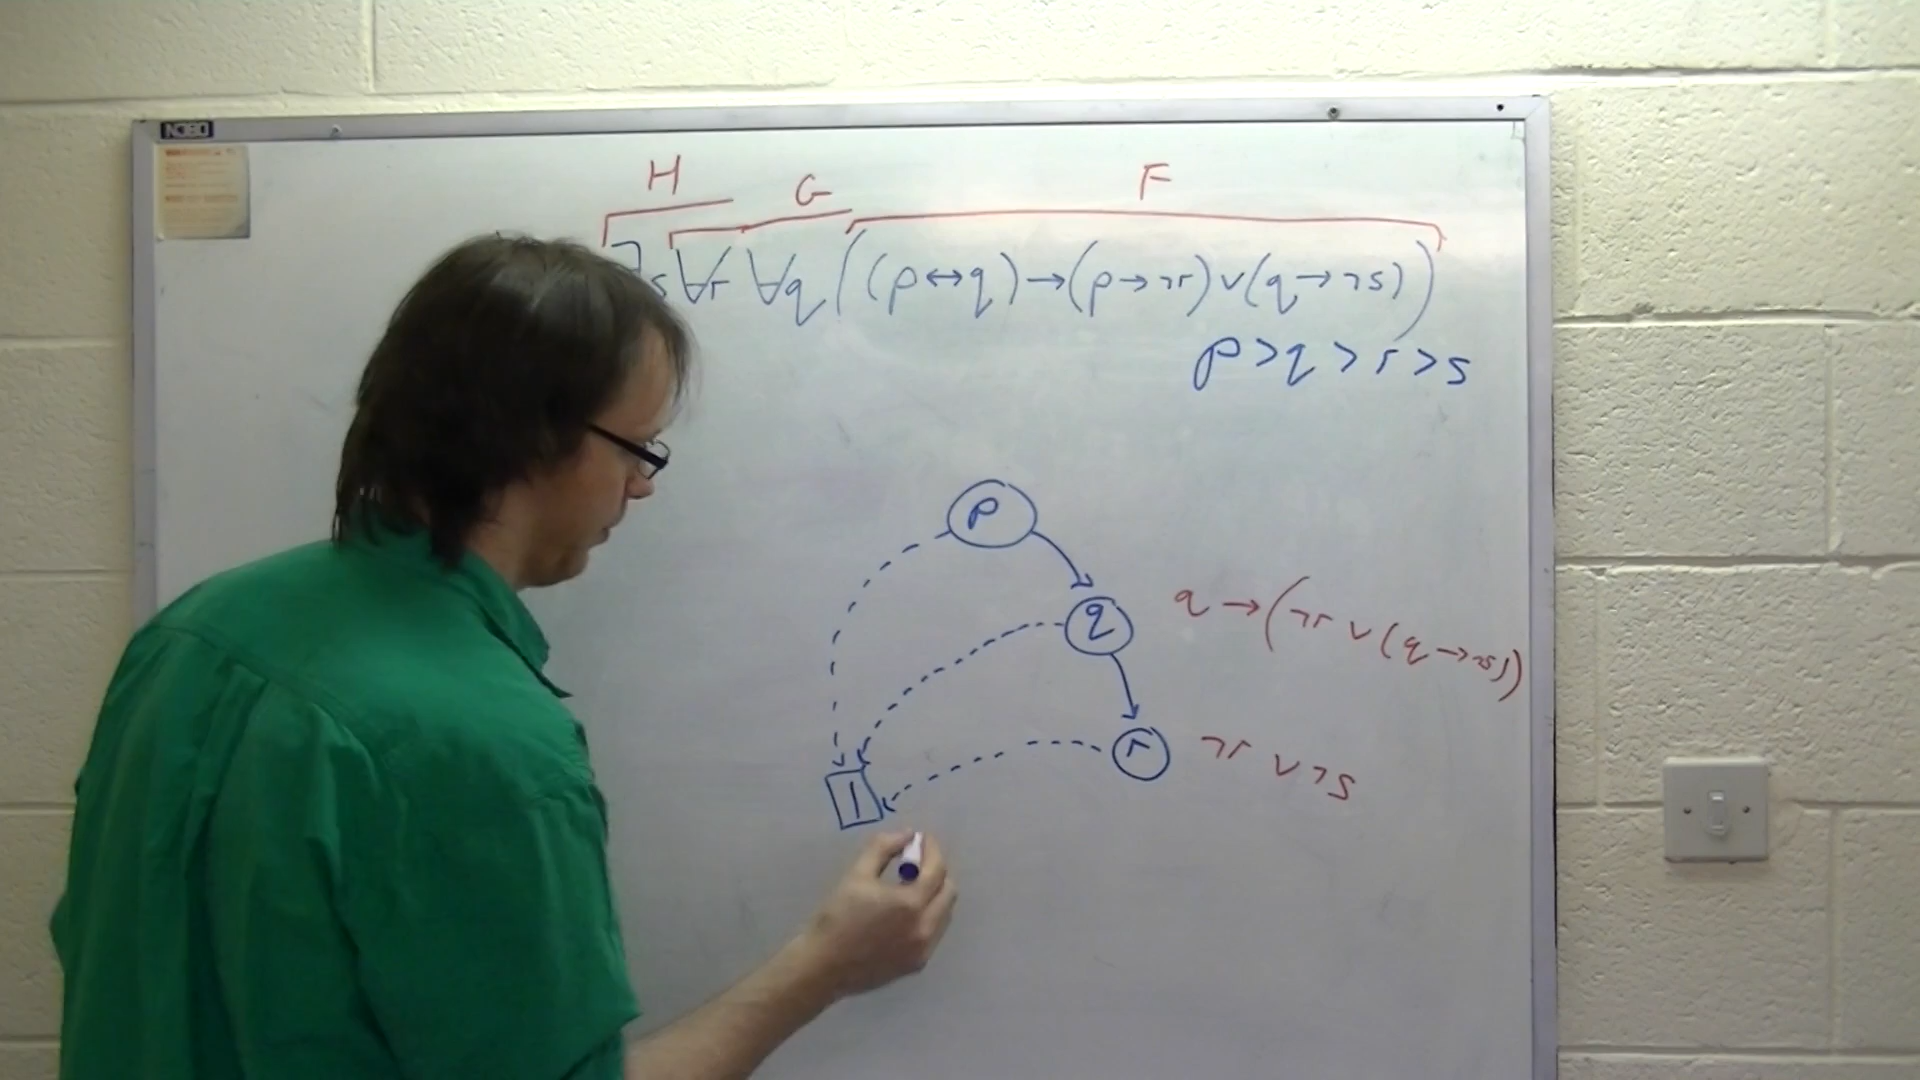 NOBO
H G F
∃s ∀r ∀q ((p↔q)→(p→¬r)∨(q→¬s))
p>q>r>s
p
q q→(¬r∨(q→¬s))
r ¬r∨¬s
1